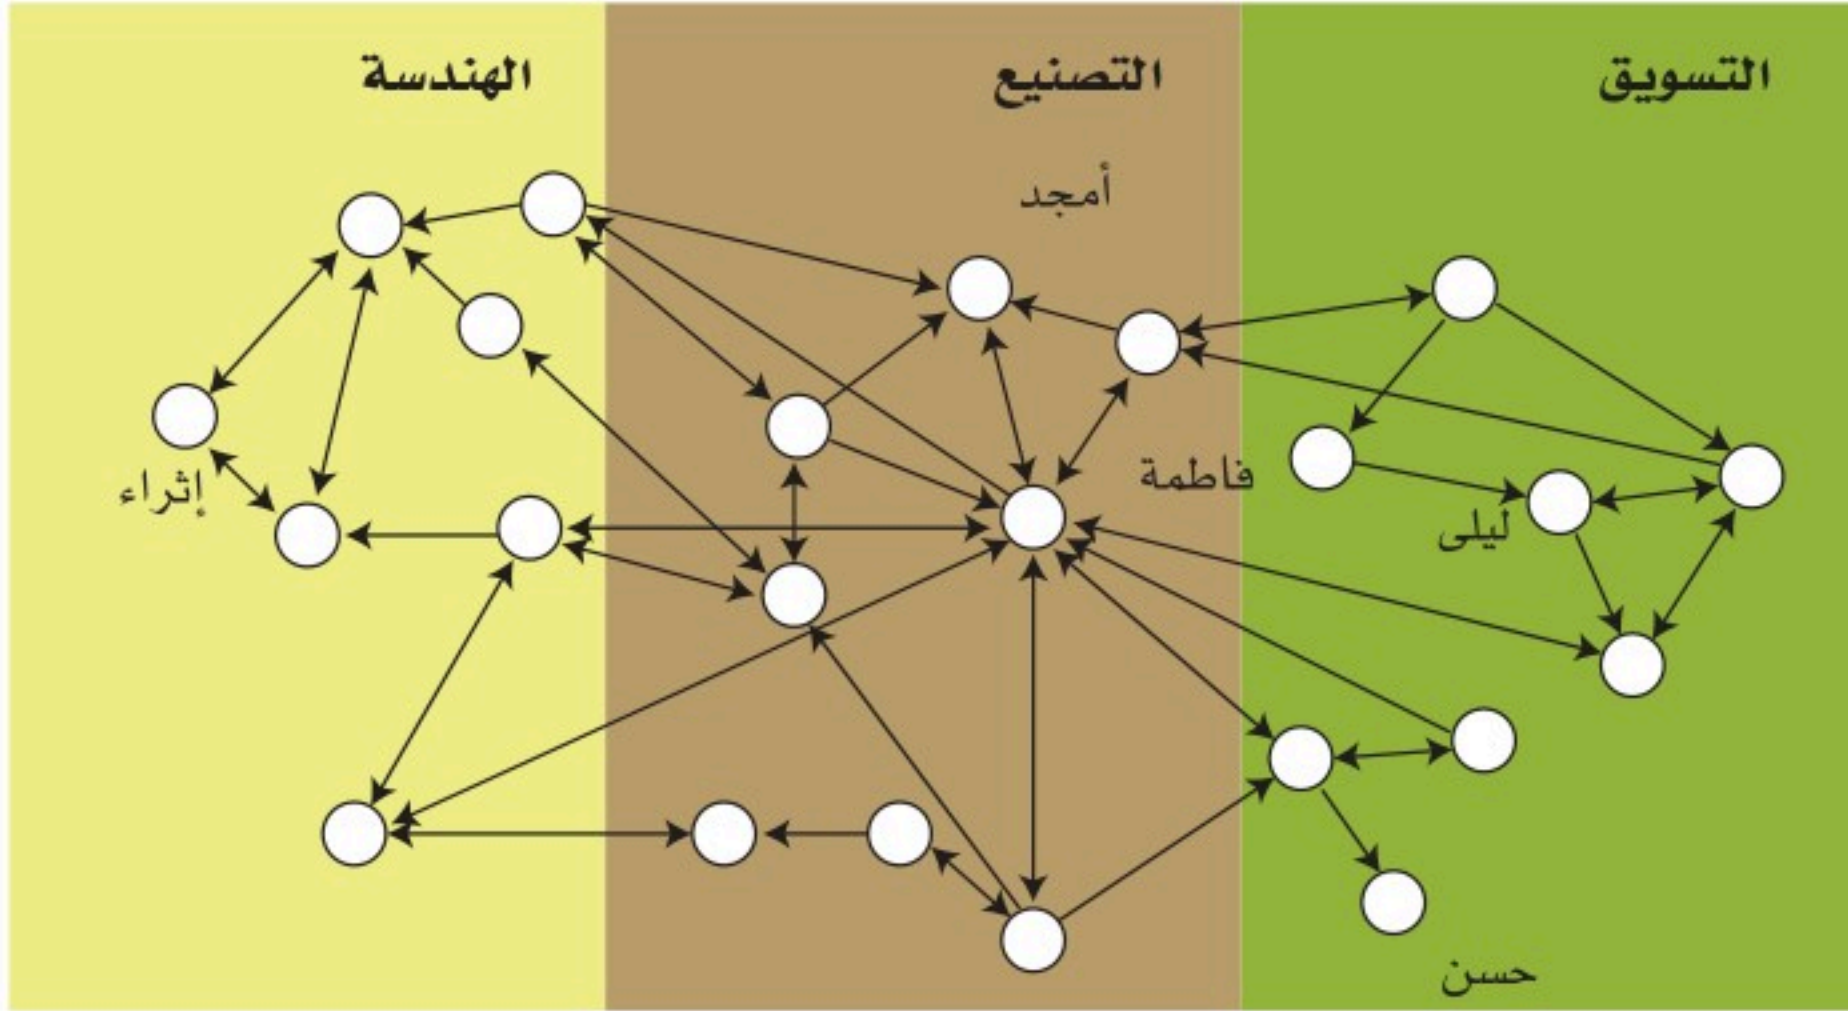 التسويق
التصنيع
الهندسة
أمجد
فاطمة
ليلى
إثراء
حسن